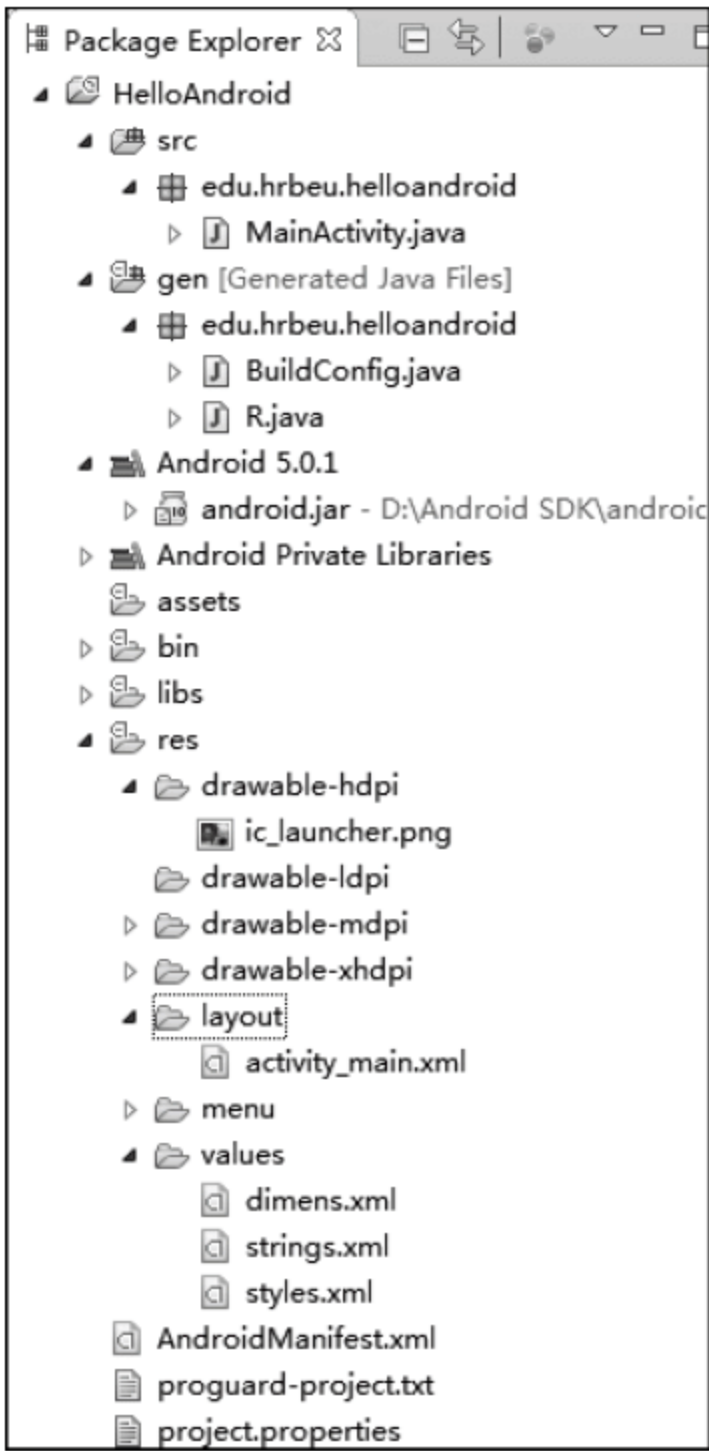 Package Explorer
HelloAndroid
src
edu.hrbeu.helloandroid
MainActivity.java
gen [Generated Java Files]
edu.hrbeu.helloandroid
BuildConfig.java
R.java
Android 5.0.1
android.jar - D:\Android SDK\androic
Android Private Libraries
assets
bin
libs
res
drawable-hdpi
ic_launcher.png
drawable-ldpi
drawable-mdpi
drawable-xhdpi
layout
activity_main.xml
menu
values
dimens.xml
strings.xml
styles.xml
AndroidManifest.xml
proguard-project.txt
project.properties